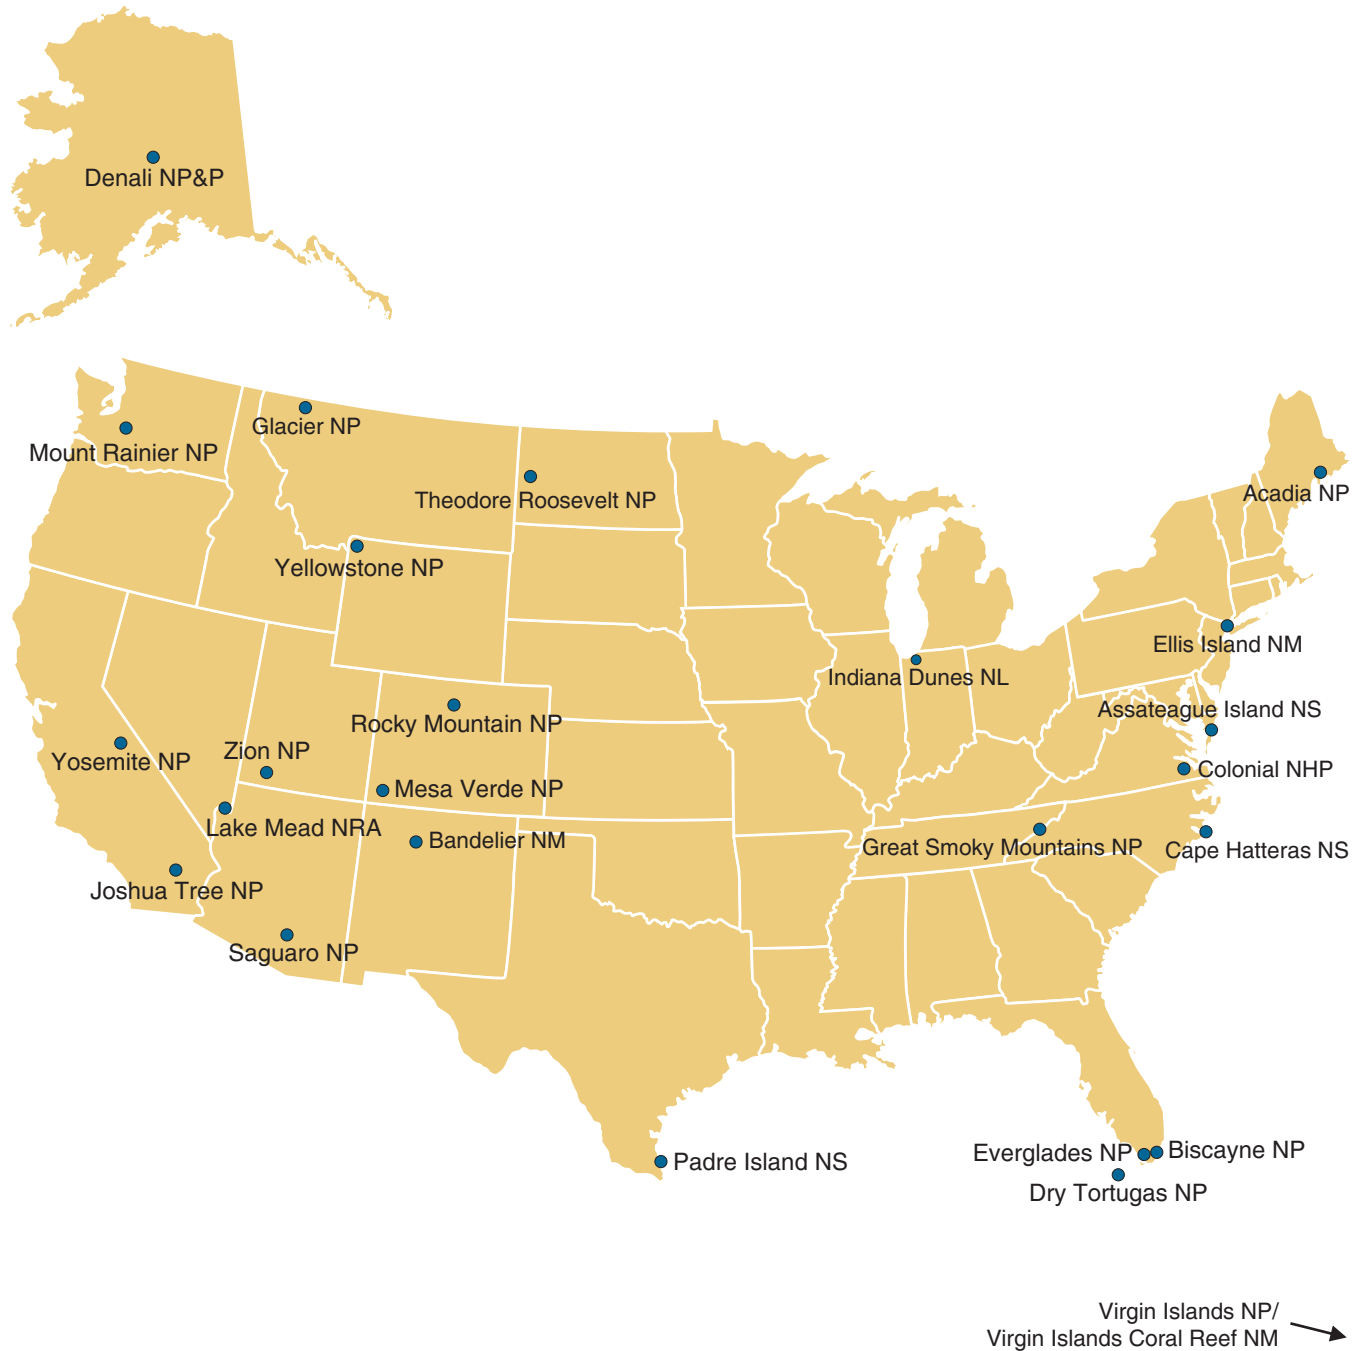 Denali NP&P
Glacier NP
Mount Rainier NP
Theodore Roosevelt NP
Acadia NP
Yellowstone NP
Ellis Island NM
Indiana Dunes NL
Assateague Island NS
Rocky Mountain NP
Zion NP
Yosemite NP
Colonial NHP
Mesa Verde NP
Lake Mead NRA
Bandelier NM
Great Smoky Mountains NP
Cape Hatteras NS
Joshua Tree NP
Saguaro NP
Everglades NP
Biscayne NP
Padre Island NS
Dry Tortugas NP
Virgin Islands NP/
Virgin Islands Coral Reef NM